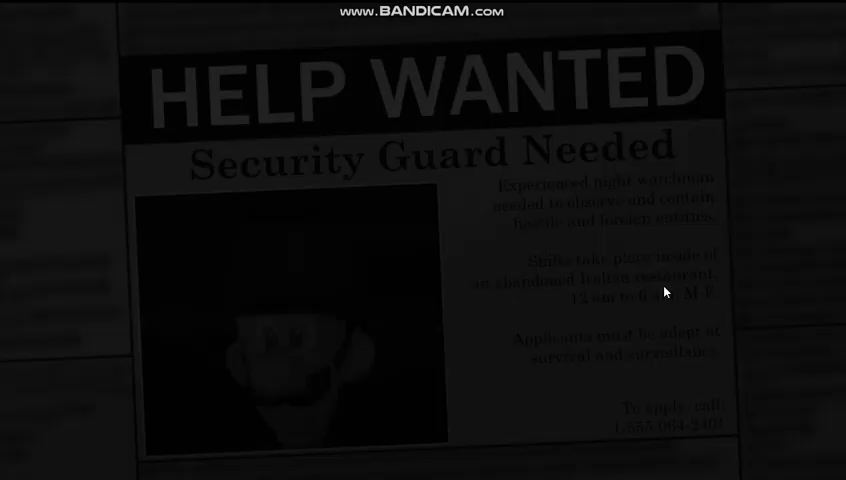 WWW.BANDICAM.COM
HELP WANTED
Security Guard Needed
Experienced night watchman
needed to observe and contain
hostile and foreign entities.
Shifts take place inside of
an abandoned Italian restaurant,
12 am to 6 am, M-F.
Applicants must be adept at
survival and surveillance.
To apply, call: